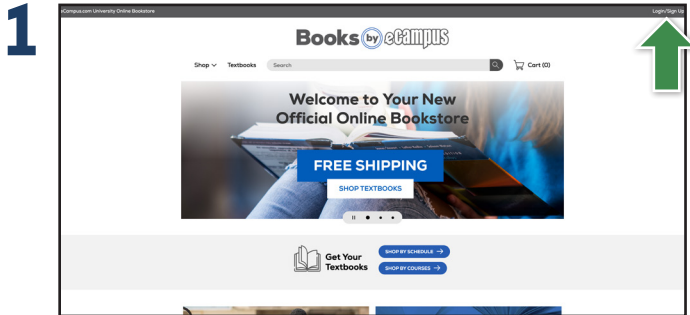 1
eCampus.com University Online Bookstore
Login/Sign Up
Books by eCampus
Shop Textbooks Search Cart (0)
Welcome to Your New
Official Online Bookstore
FREE SHIPPING
SHOP TEXTBOOKS
Get Your
Textbooks
SHOP BY SCHEDULE →
SHOP BY COURSES →